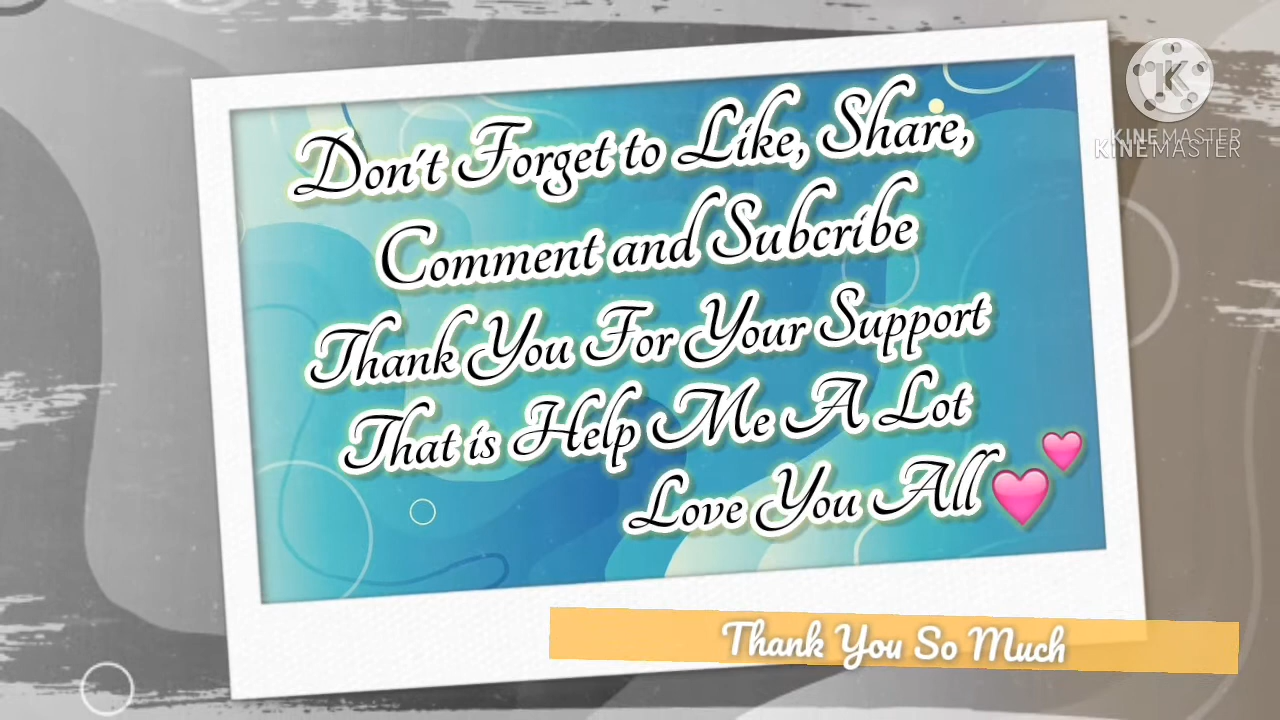 Don't Forget to Like, Share,
Comment and Subcribe
Thank You For Your Support
That is Help Me A Lot
Love You All 💕
Thank You So Much
K
KINEMASTER
KINEMASTER